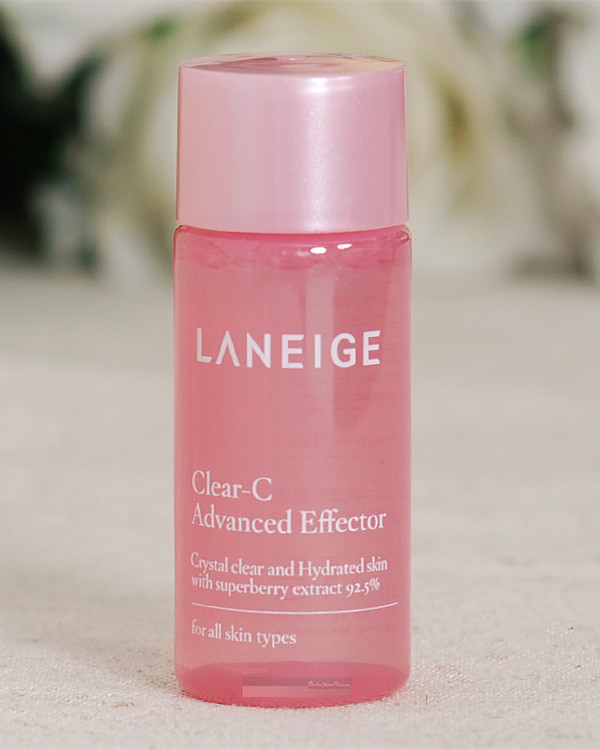 LANEIGE
Clear-C
Advanced Effector
Crystal clear and Hydrated skin
with superberry extract 92.5%
for all skin types